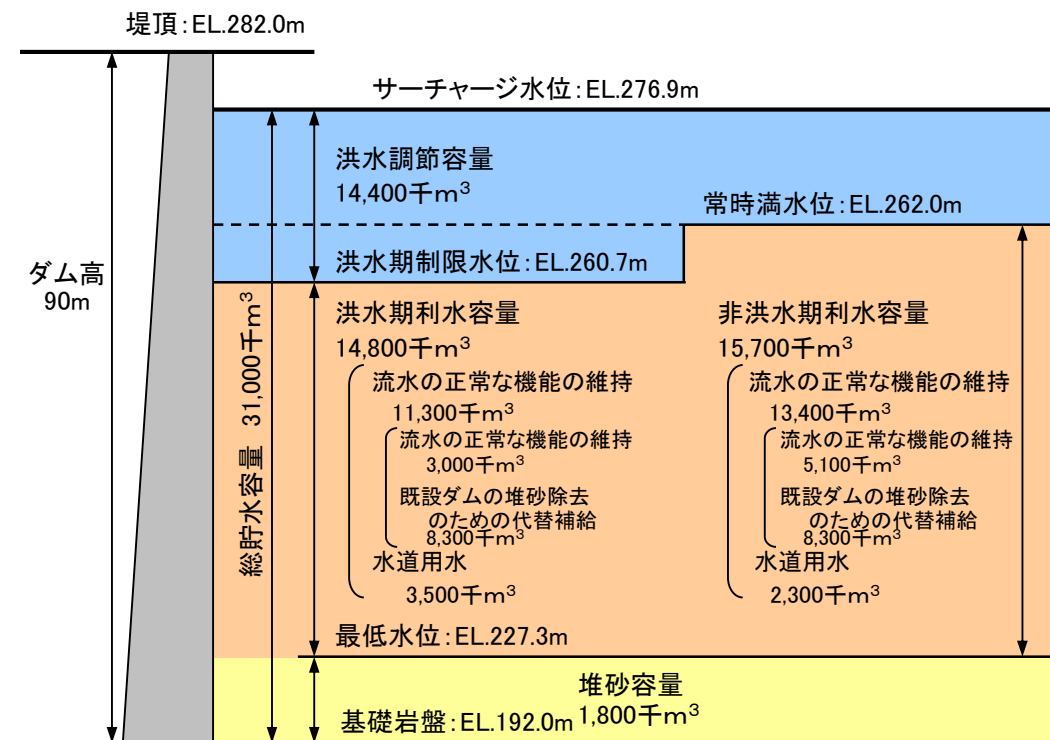 堤頂:EL.282.0m
サーチャージ水位:EL.276.9m
洪水調節容量
14,400千m³
常時満水位:EL.262.0m
洪水期制限水位:EL.260.7m
ダム高
90m
総貯水容量 31,000千m³
洪水期利水容量
14,800千m³
流水の正常な機能の維持
11,300千m³
流水の正常な機能の維持
3,000千m³
既設ダムの堆砂除去
のための代替補給
8,300千m³
水道用水
3,500千m³
非洪水期利水容量
15,700千m³
流水の正常な機能の維持
13,400千m³
流水の正常な機能の維持
5,100千m³
既設ダムの堆砂除去
のための代替補給
8,300千m³
水道用水
2,300千m³
最低水位:EL.227.3m
堆砂容量
1,800千m³
基礎岩盤:EL.192.0m